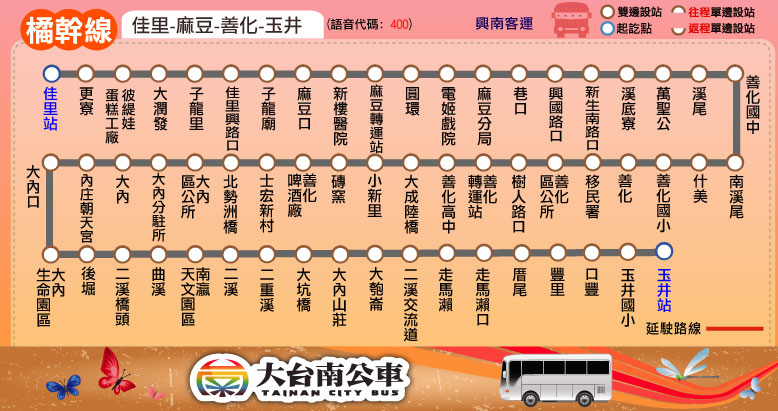 橘幹線
佳里-麻豆-善化-玉井
(語音代碼: 400)
興南客運
雙邊設站
往程單邊設站
起訖點
返程單邊設站
佳里站
更寮
彼緹娃蛋糕工廠
大潤發
子龍里
佳里興路口
子龍廟
麻豆口
新樓醫院
麻豆轉運站
圓環
電姬戲院
麻豆分局
巷口
興國路口
新生南路口
溪底寮
萬聖公
溪尾
善化國中
大內口
內庄朝天宮
大內
大內分駐所
大內區公所
北勢洲橋
士宏新村
善化啤酒廠
磚窯
小新里
大成陸橋
善化高中
善化轉運站
樹人路口
善化區公所
移民署
善化
善化國小
什美
南溪尾
大內生命園區
後堀
二溪橋頭
曲溪
南瀛天文園區
二溪
二重溪
大坑橋
大內山莊
大匏崙
二溪交流道
走馬瀨
走馬瀨口
厝尾
豐里
口豐
玉井國小
玉井站
延駛路線
大台南公車
TAINAN CITY BUS